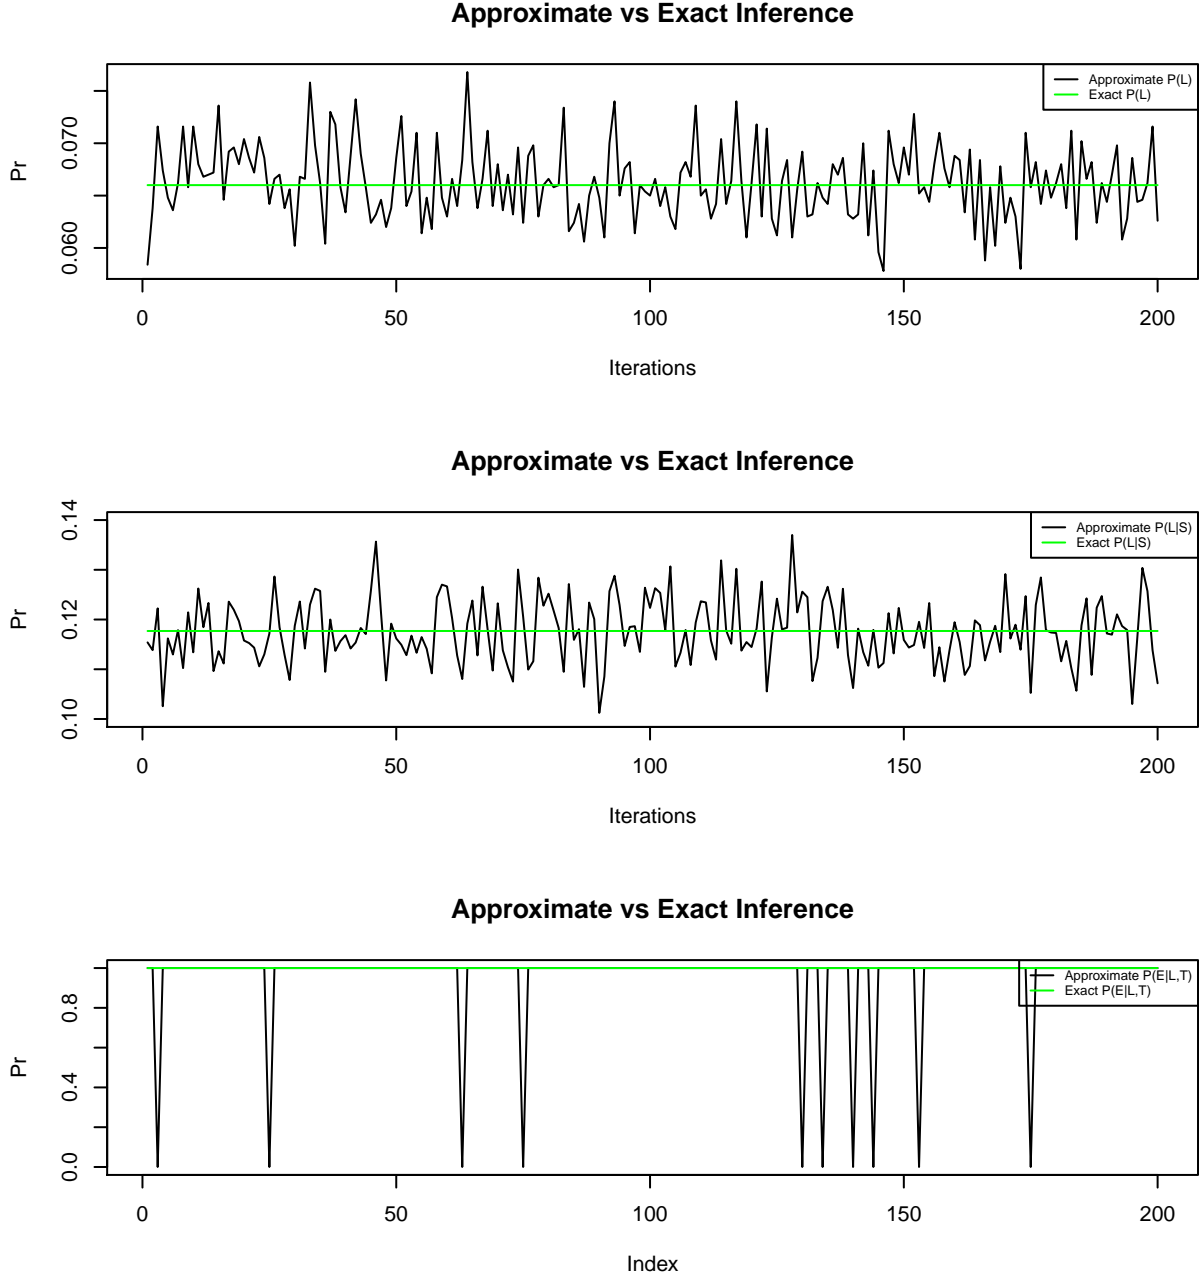 Approximate vs Exact Inference
Approximate P(L)
Exact P(L)
0.070
0.060
Pr
0 50 100 150 200
Iterations
Approximate vs Exact Inference
Approximate P(L|S)
Exact P(L|S)
0.14
0.12
0.10
Pr
0 50 100 150 200
Iterations
Approximate vs Exact Inference
Approximate P(E|L,T)
Exact P(E|L,T)
0.8
0.4
0.0
Pr
0 50 100 150 200
Index